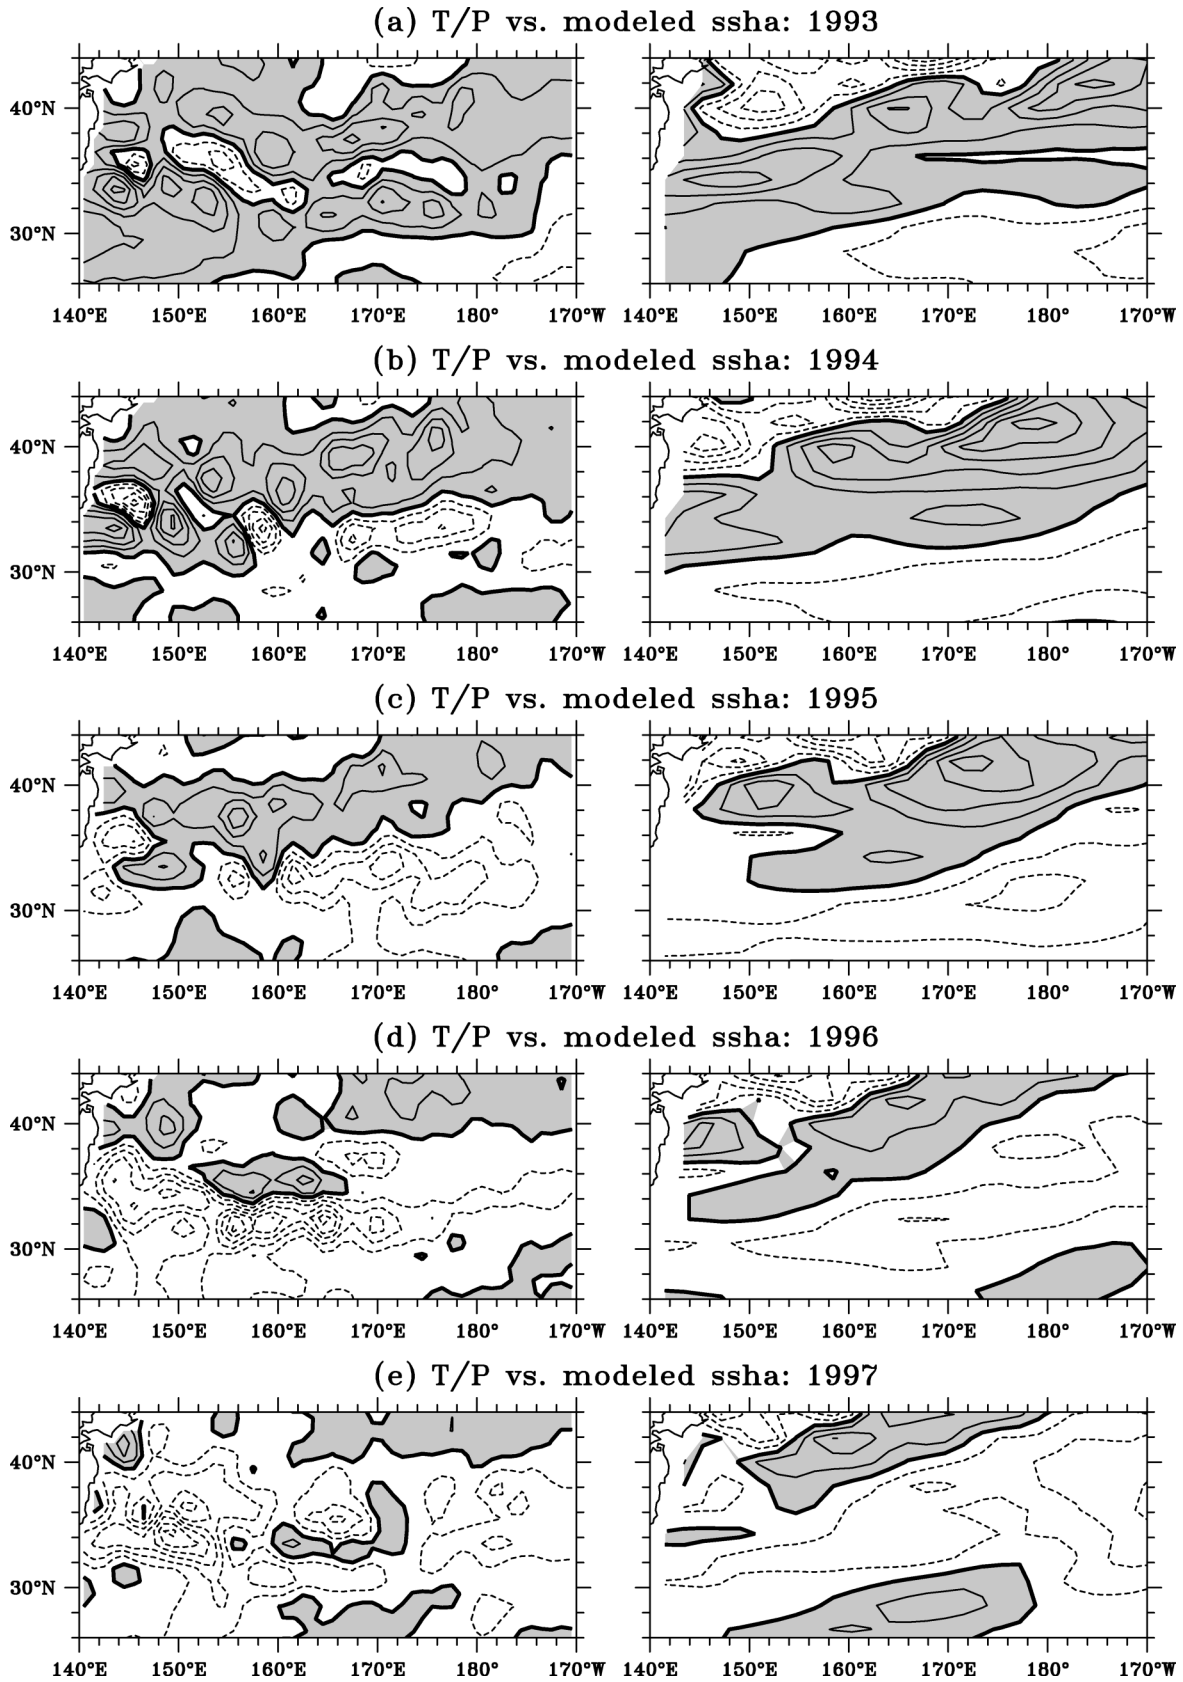 (a) T/P vs. modeled ssha: 1993
40°N
30°N
140°E 150°E 160°E 170°E 180° 170°W 140°E 150°E 160°E 170°E 180° 170°W
(b) T/P vs. modeled ssha: 1994
40°N
30°N
140°E 150°E 160°E 170°E 180° 170°W 140°E 150°E 160°E 170°E 180° 170°W
(c) T/P vs. modeled ssha: 1995
40°N
30°N
140°E 150°E 160°E 170°E 180° 170°W 140°E 150°E 160°E 170°E 180° 170°W
(d) T/P vs. modeled ssha: 1996
40°N
30°N
140°E 150°E 160°E 170°E 180° 170°W 140°E 150°E 160°E 170°E 180° 170°W
(e) T/P vs. modeled ssha: 1997
40°N
30°N
140°E 150°E 160°E 170°E 180° 170°W 140°E 150°E 160°E 170°E 180° 170°W